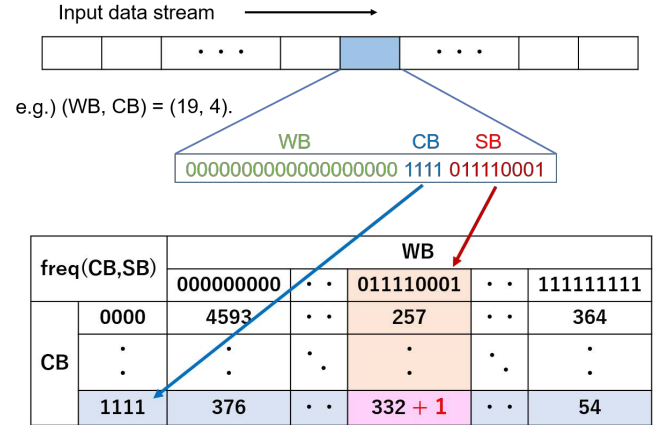 Input data stream
· · ·
· · ·
e.g.) (WB, CB) = (19, 4).
WB CB SB
0000000000000000000 1111 011110001
freq(CB,SB) WB
000000000 · · 011110001 · · 111111111
CB 0000 4593 · · 257 · · 364
1111 376 · · 332 + 1 · · 54